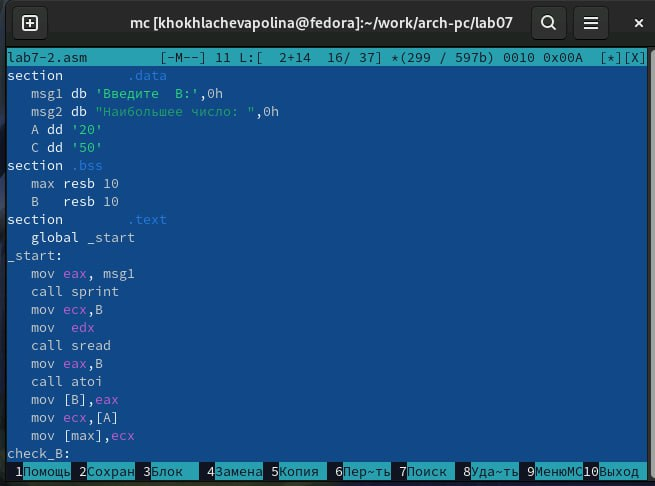 mc [khokhlachevapolina@fedora]:~/work/arch-pc/lab07
lab7-2.asm [-M--] 11 L:[ 2+14 16/ 37] *(299 / 597b) 0010 0x00A [*][X]
section .data
msg1 db 'Введите B:',0h
msg2 db "Наибольшее число: ",0h
A dd '20'
C dd '50'
section .bss
max resb 10
B resb 10
section .text
global _start
_start:
mov eax, msg1
call sprint
mov ecx,B
mov edx
call sread
mov eax,B
call atoi
mov [B],eax
mov ecx,[A]
mov [max],ecx
check_B:
1Помощь 2Сохран 3Блок 4Замена 5Копия 6Пер~ть 7Поиск 8Уда~ть 9МенюMC 10Выход